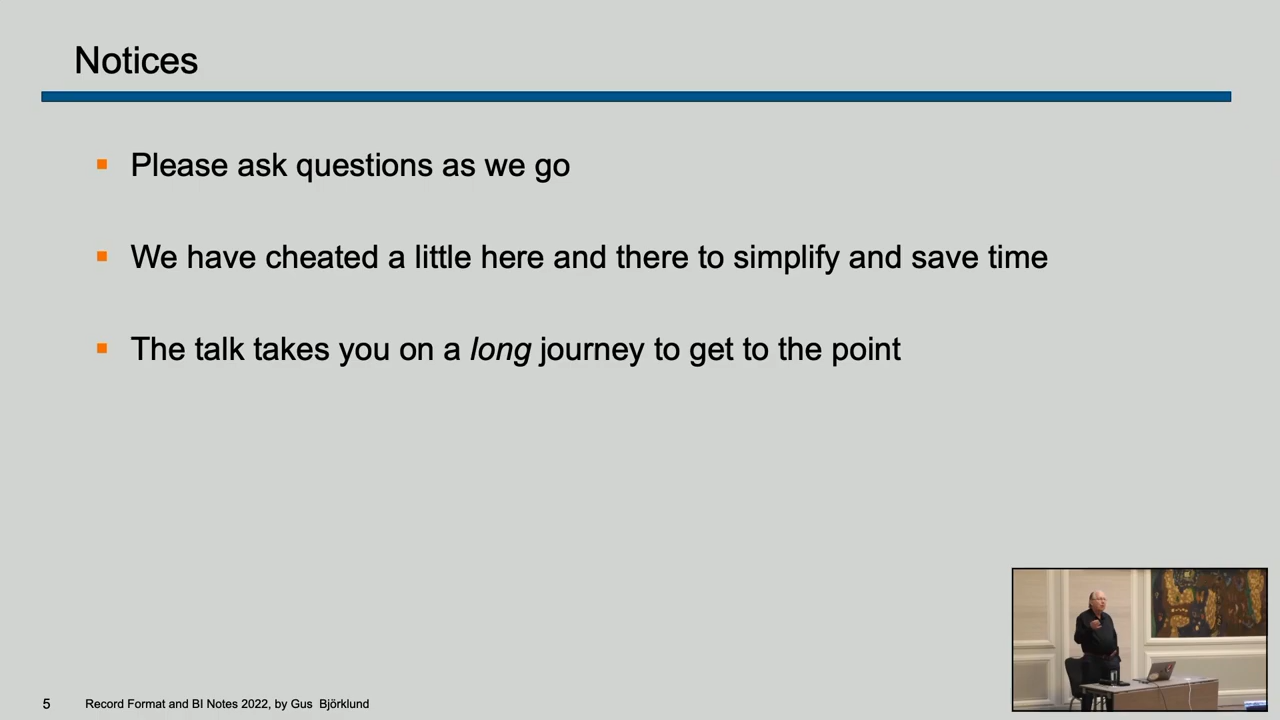 Notices
Please ask questions as we go
We have cheated a little here and there to simplify and save time
The talk takes you on a long journey to get to the point
5 Record Format and BI Notes 2022, by Gus Björklund